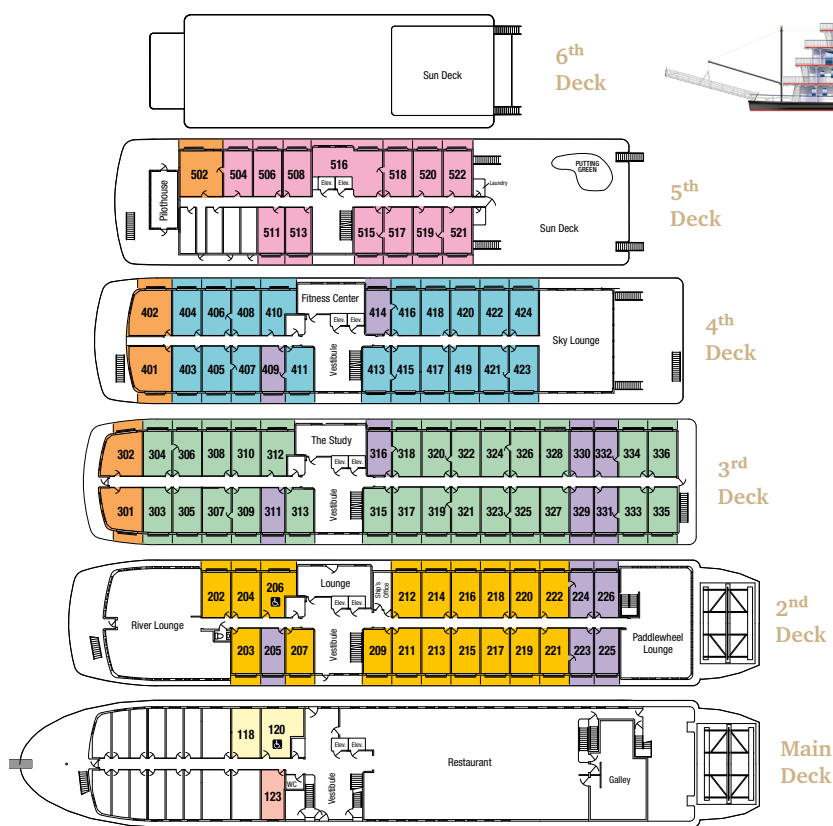 Sun Deck
6th
Deck
502 504 506 508 516 518 520 522
Elev. Elev.
Pilothouse
Laundry
PUTTING
GREEN
Sun Deck
511 513 515 517 519 521
5th
Deck
402 404 406 408 410 Fitness Center 414 416 418 420 422 424
Elev. Elev.
Vestibule
Sky Lounge
401 403 405 407 409 411 413 415 417 419 421 423
4th
Deck
302 304 306 308 310 312 The Study 316 318 320 322 324 326 328 330 332 334 336
Elev. Elev.
Vestibule
301 303 305 307 309 311 313 315 317 319 321 323 325 327 329 331 333 335
3rd
Deck
202 204 206 Lounge Ship's Office 212 214 216 218 220 222 224 226
Elev. Elev.
River Lounge
Vestibule
Paddlewheel
Lounge
203 205 207 209 211 213 215 217 219 221 223 225
2nd
Deck
118 120
Elev. Elev.
Restaurant
123 WC Vestibule
Galley
Main
Deck